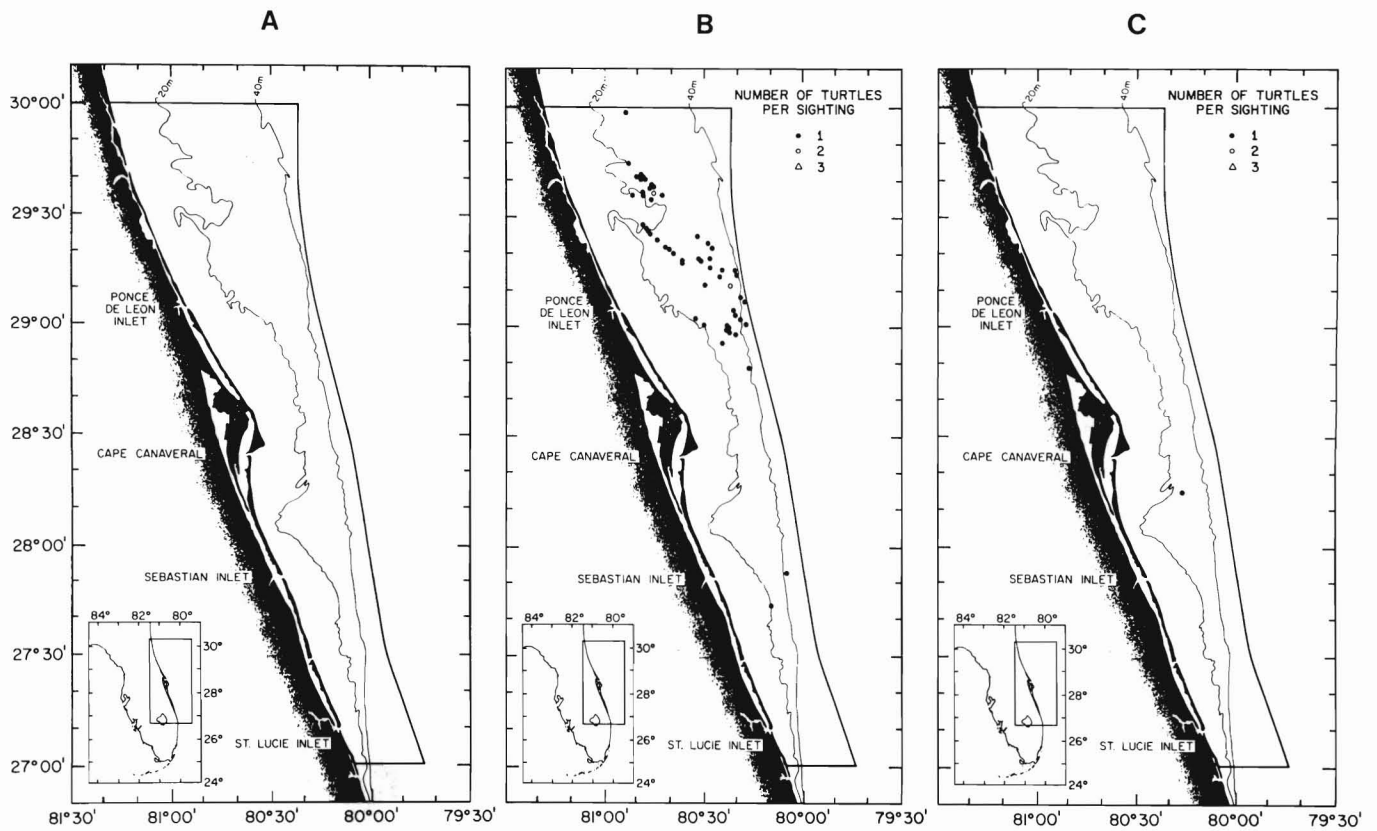 A
B
C
20m
40m
30°00'
29°30'
29°00'
28°30'
28°00'
27°30'
27°00'
PONCE
DE LEON
INLET
CAPE CANAVERAL
SEBASTIAN INLET
ST. LUCIE INLET
84° 82° 80°
30°
28°
26°
24°
81°30' 81°00' 80°30' 80°00' 79°30'
20m
40m
NUMBER OF TURTLES
PER SIGHTING
1
2
3
PONCE
DE LEON
INLET
CAPE CANAVERAL
SEBASTIAN INLET
ST. LUCIE INLET
84° 82° 80°
30°
28°
26°
24°
81°00' 80°30' 80°00' 79°30'
20m
40m
NUMBER OF TURTLES
PER SIGHTING
1
2
3
PONCE
DE LEON
INLET
CAPE CANAVERAL
SEBASTIAN INLET
ST. LUCIE INLET
84° 82° 80°
30°
28°
26°
24°
81°00' 80°30' 80°00' 79°30'